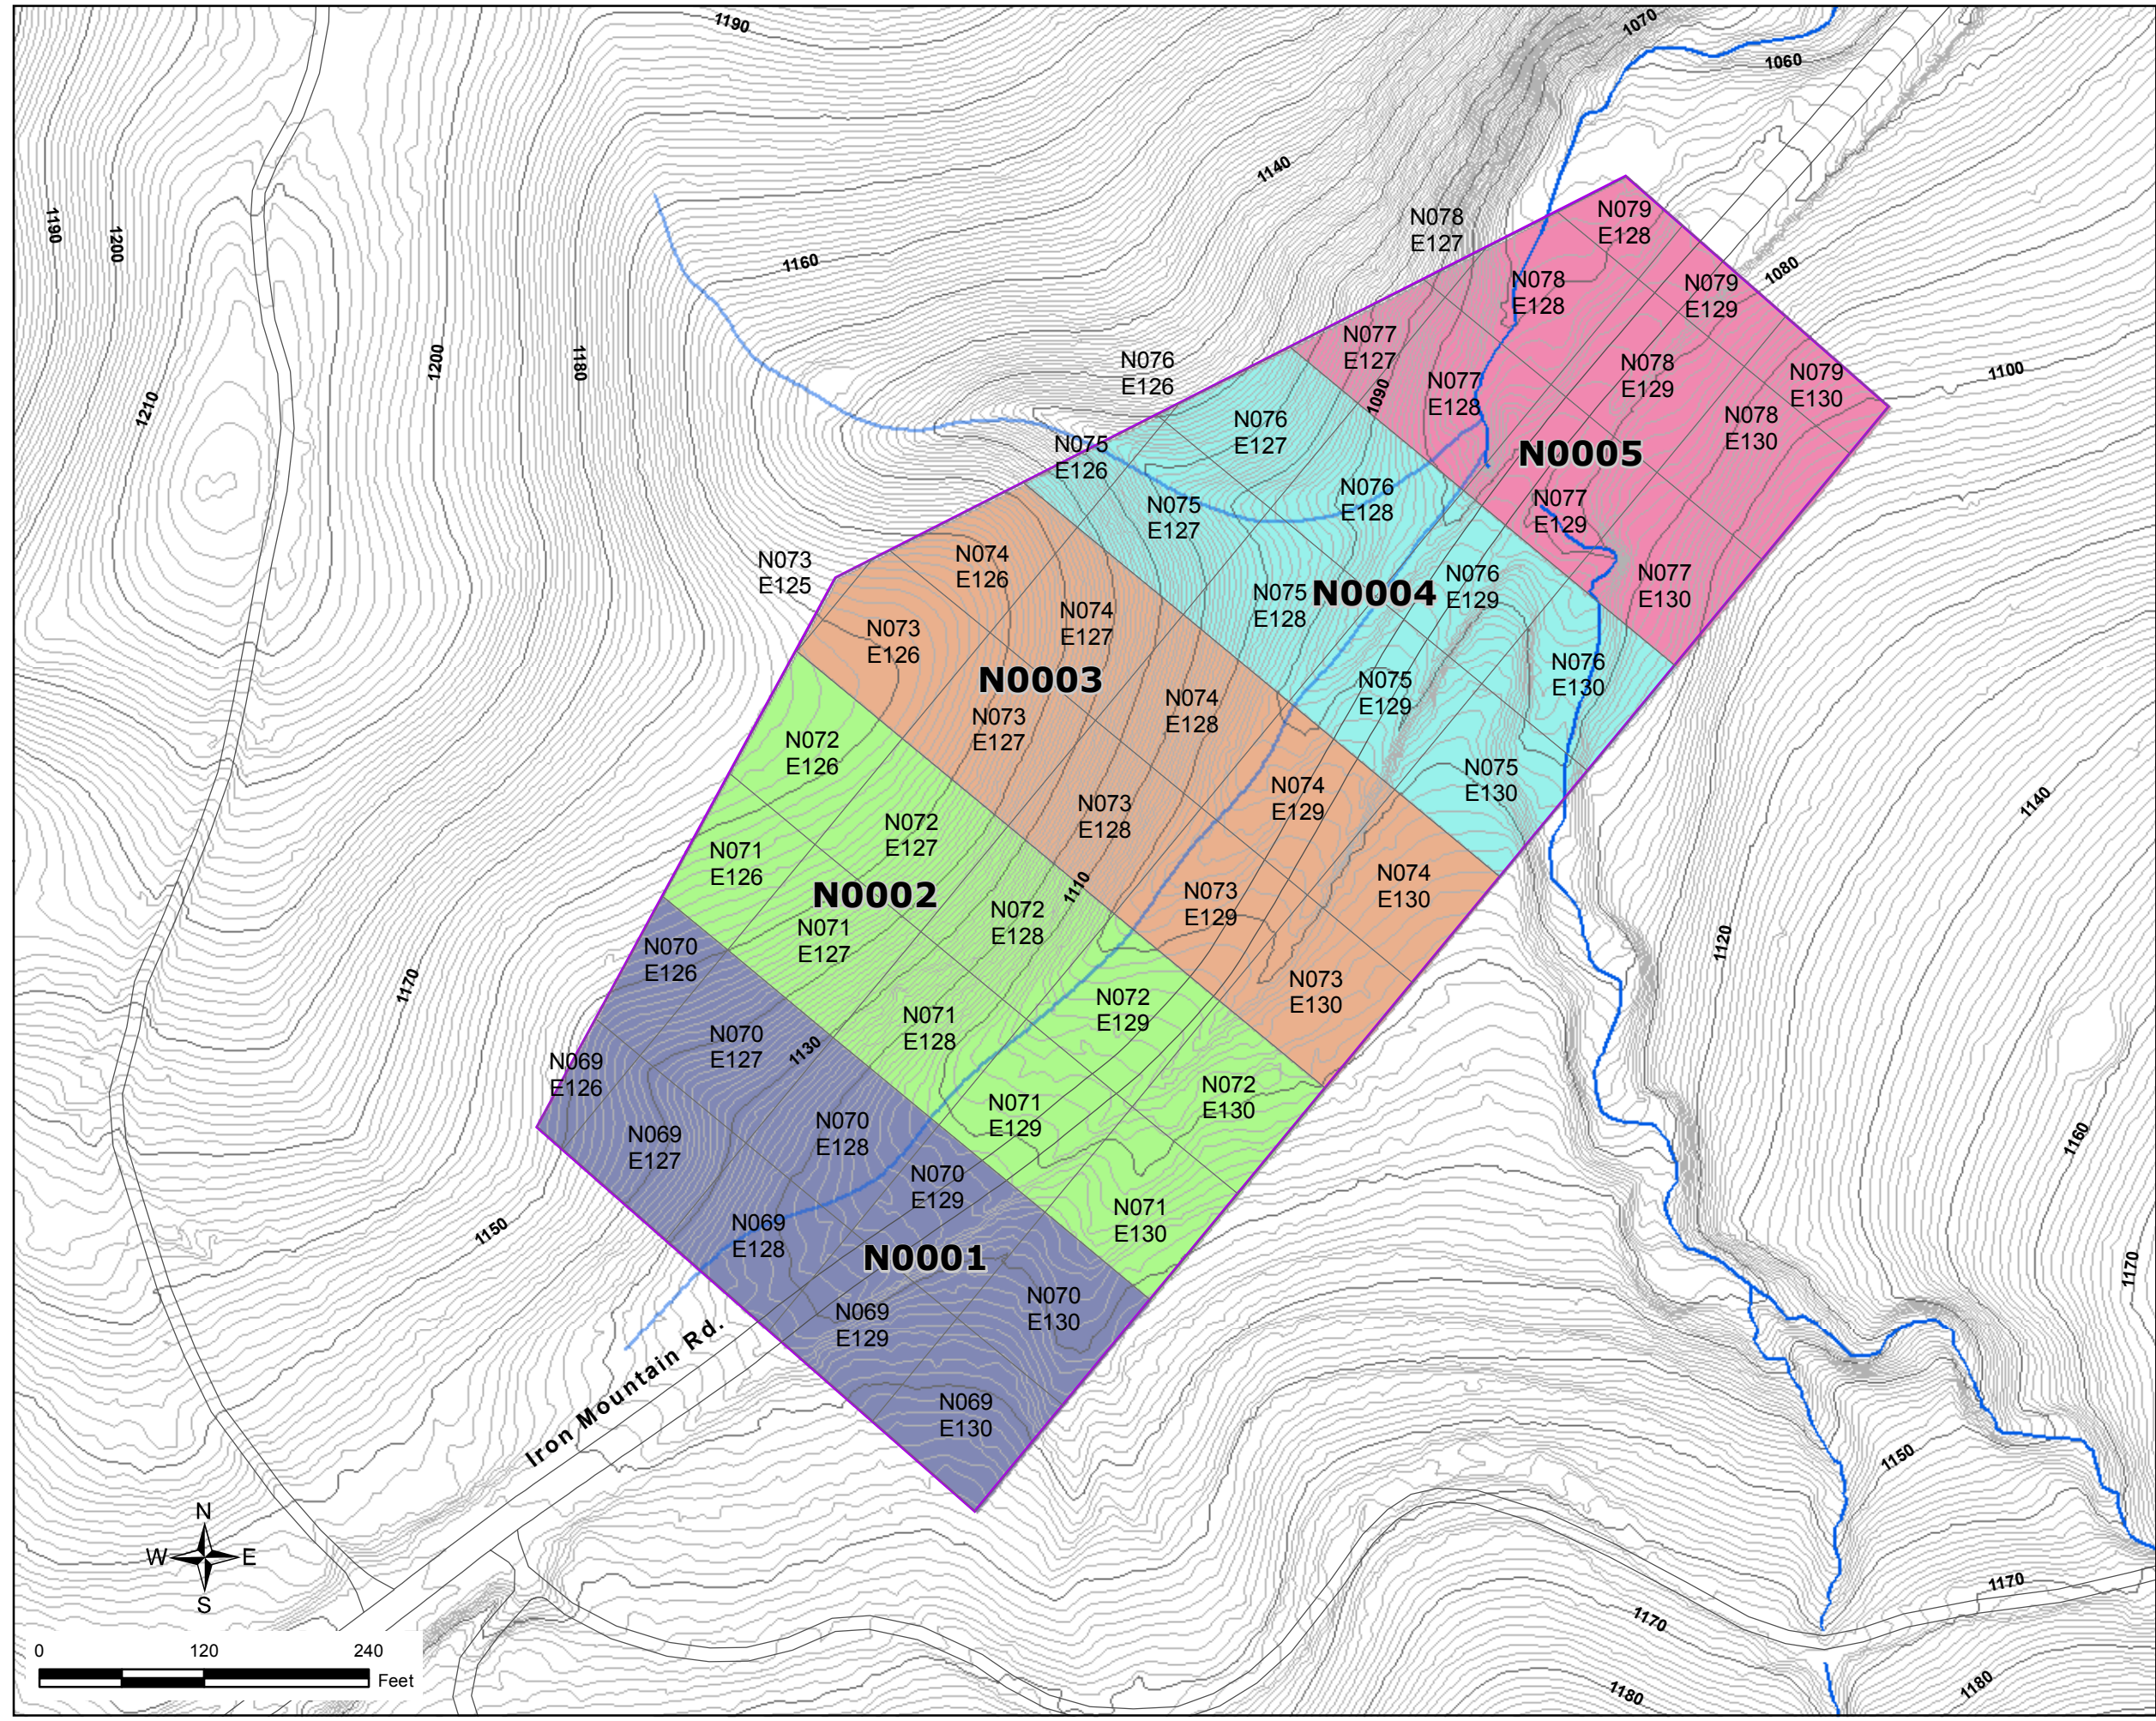 1190
1070
1060
1140
1190
1200
N078
E127
N079
E128
1160
1080
N078
E128
N079
E129
1210
1200
1180
N076
E126
N077
E127
N078
E129
N079
E130
1100
1090
N077
E128
N076
E127
N078
E130
N075
E126
N0005
N075
E127
N076
E128
N077
E129
N073
E125
N074
E126
N075
E128
N0004
N076
E129
N077
E130
N073
E126
N074
E127
N0003
N074
E128
N075
E129
N076
E130
N072
E126
N073
E127
N075
E130
N074
E129
1140
N071
E126
N072
E127
N073
E128
N0002
1110
N073
E129
N074
E130
N070
E126
N071
E127
N072
E128
1120
1170
N073
E130
N070
E127
1130
N071
E128
N072
E129
N069
E126
N072
E130
N069
E127
N070
E128
N071
E129
1160
N070
E129
N071
E130
1150
N069
E128
N0001
1170
N069
E129
N070
E130
Iron Mountain Rd.
N069
E130
1150
N
W E
S
1170
1170
0 120 240
Feet
1180
1180